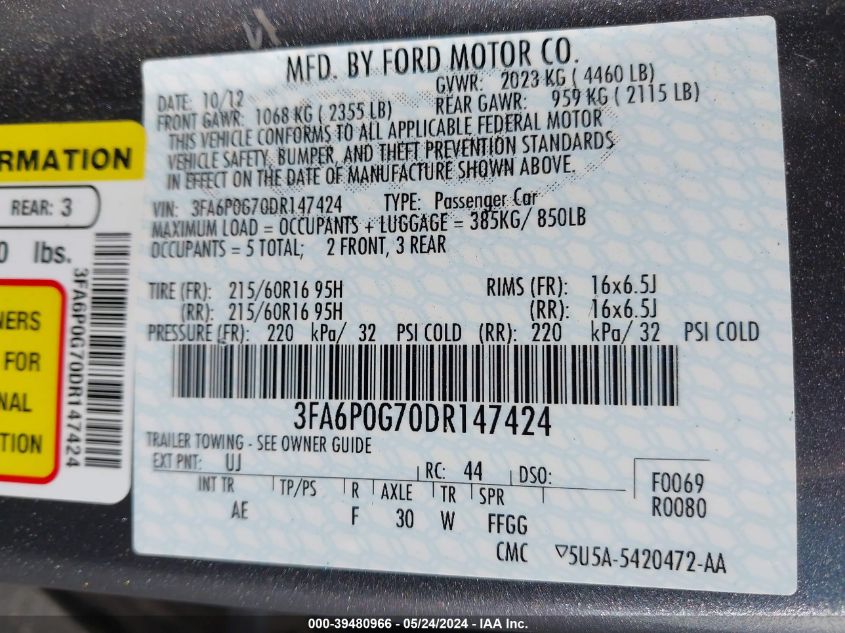 MFD. BY FORD MOTOR CO.
DATE: 10/12 GVWR: 2023 KG ( 4460 LB)
FRONT GAWR: 1068 KG ( 2355 LB) REAR GAWR: 959 KG ( 2115 LB)
THIS VEHICLE CONFORMS TO ALL APPLICABLE FEDERAL MOTOR
VEHICLE SAFETY, BUMPER, AND THEFT PREVENTION STANDARDS
IN EFFECT ON THE DATE OF MANUFACTURE SHOWN ABOVE.
VIN: 3FA6P0G70DR147424 TYPE: Passenger Car
MAXIMUM LOAD = OCCUPANTS + LUGGAGE = 385KG/ 850LB
OCCUPANTS = 5 TOTAL; 2 FRONT, 3 REAR
TIRE (FR): 215/60R16 95H RIMS (FR): 16x6.5J
(RR): 215/60R16 95H (RR): 16x6.5J
PRESSURE (FR): 220 kPa/ 32 PSI COLD (RR): 220 kPa/ 32 PSI COLD
3FA6P0G70DR147424
TRAILER TOWING - SEE OWNER GUIDE
EXT PNT: UJ RC: 44 DSO: F0069
INT TR TP/PS R AXLE TR SPR R0080
AE F 30 W FFGG
CMC ▽5U5A-5420472-AA
RMATION
REAR: 3
0 lbs.
3FA6P0G70DR147424
NERS
FOR
NAL
TION
000-39480966 - 05/24/2024 - IAA Inc.